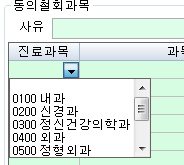 동의철회과목
사유
진료과목 과
0100 내과
0200 신경과
0300 정신건강의학과
0400 외과
0500 정형외과